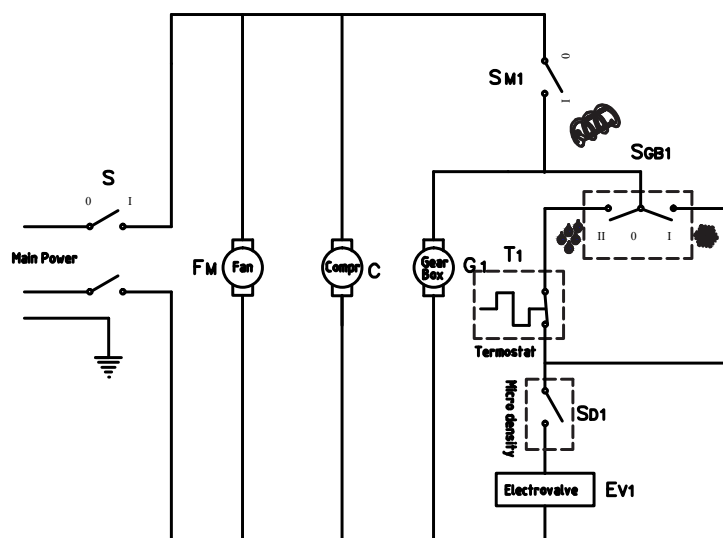 0
SM1
I
SGB1
S
0 I
II 0 I
Main Power
FM
Fan
Compr
C
Gear
Box
G1
T1
Termostat
Micro density
SD1
Electrovalve
EV1